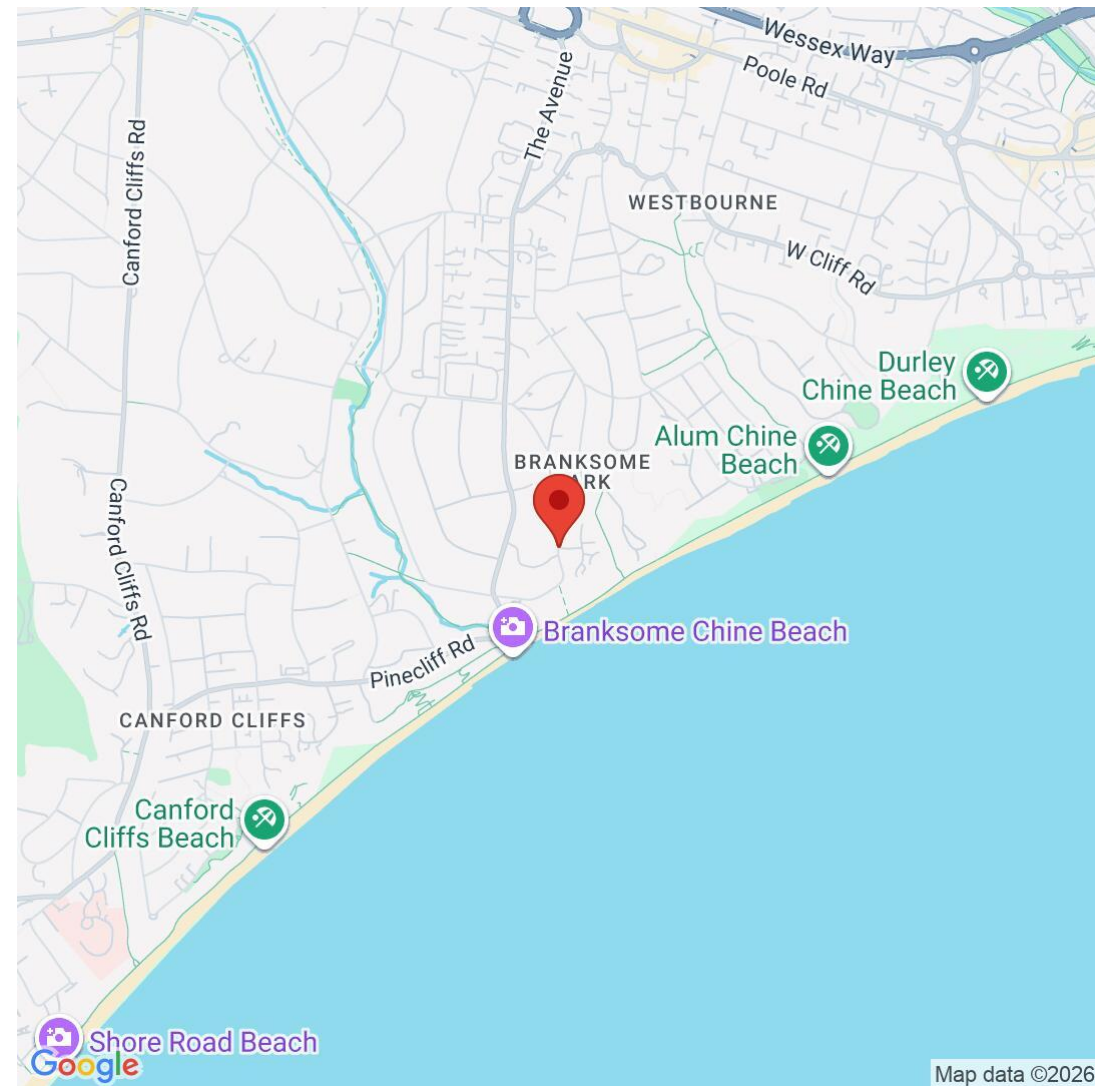 Wessex Way
Poole Rd
The Avenue
Canford Cliffs Rd
WESTBOURNE
W Cliff Rd
Durley
Chine Beach
Alum Chine
Beach
BRANKSOME
ARK
Canford Cliffs Rd
Branksome Chine Beach
Pinecliff Rd
CANFORD CLIFFS
Canford
Cliffs Beach
Shore Road Beach
Google
Map data ©2026